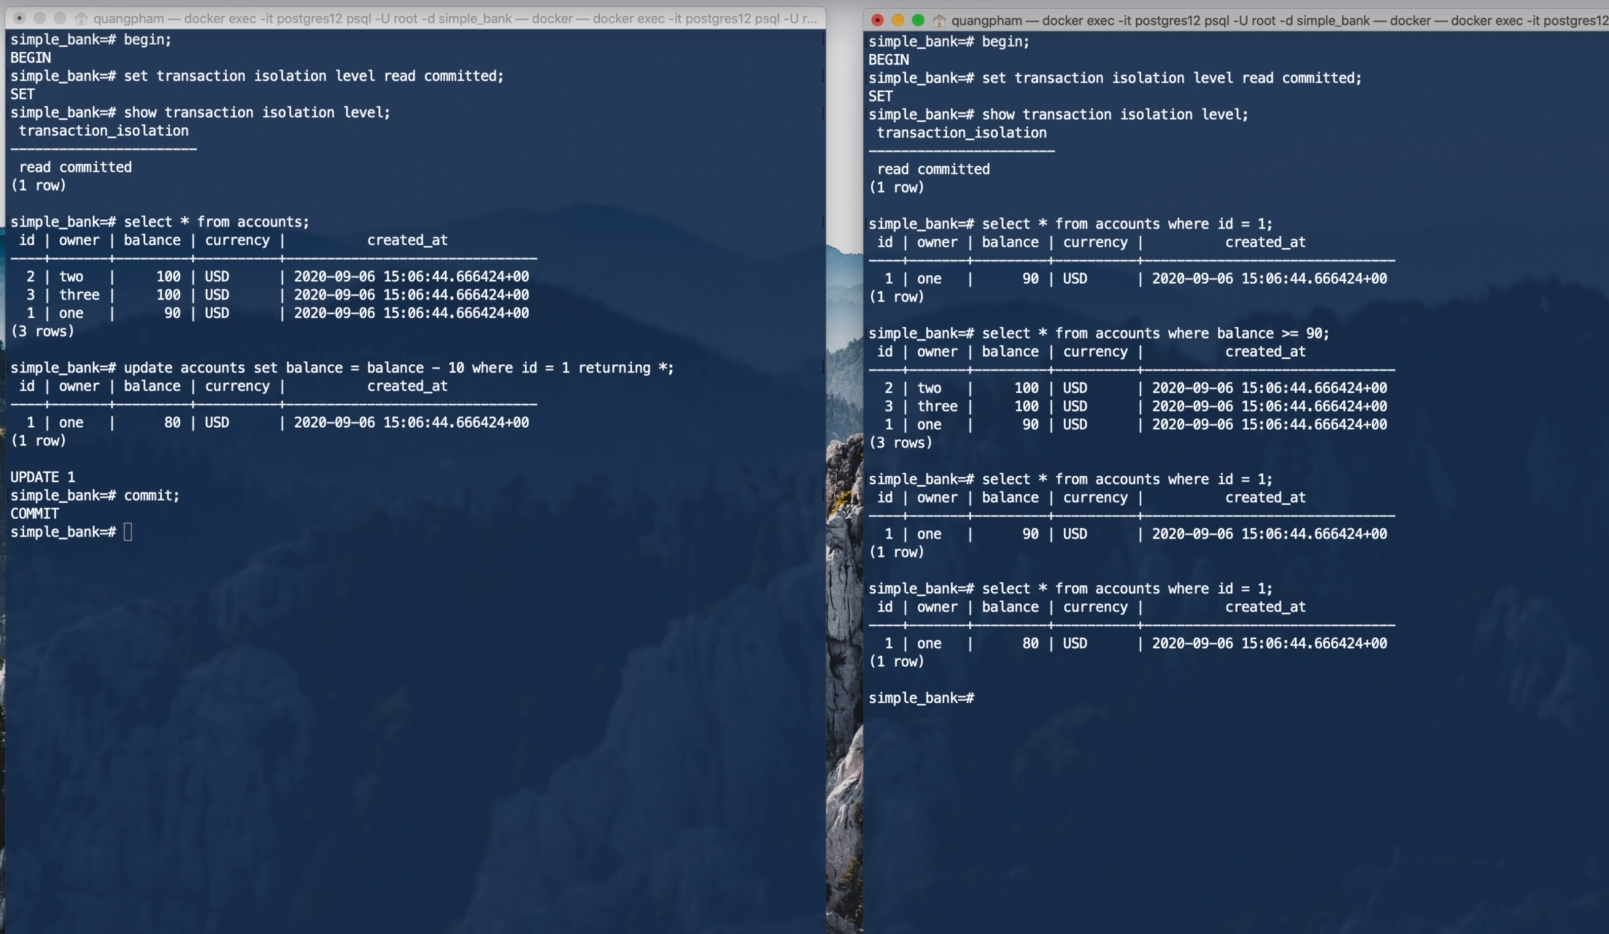 quangpham — docker exec -it postgres12 psql -U root -d simple_bank — docker — docker exec -it postgres12 psql -U r...
simple_bank=# begin;
BEGIN
simple_bank=# set transaction isolation level read committed;
SET
simple_bank=# show transaction isolation level;
 transaction_isolation
-----------------------
 read committed
(1 row)

simple_bank=# select * from accounts;
 id | owner | balance | currency |          created_at
----+-------+---------+----------+-------------------------------
  2 | two   |     100 | USD      | 2020-09-06 15:06:44.666424+00
  3 | three |     100 | USD      | 2020-09-06 15:06:44.666424+00
  1 | one   |      90 | USD      | 2020-09-06 15:06:44.666424+00
(3 rows)

simple_bank=# update accounts set balance = balance - 10 where id = 1 returning *;
 id | owner | balance | currency |          created_at
----+-------+---------+----------+-------------------------------
  1 | one   |      80 | USD      | 2020-09-06 15:06:44.666424+00
(1 row)

UPDATE 1
simple_bank=# commit;
COMMIT
simple_bank=#
quangpham — docker exec -it postgres12 psql -U root -d simple_bank — docker — docker exec -it postgres12
simple_bank=# begin;
BEGIN
simple_bank=# set transaction isolation level read committed;
SET
simple_bank=# show transaction isolation level;
 transaction_isolation
-----------------------
 read committed
(1 row)

simple_bank=# select * from accounts where id = 1;
 id | owner | balance | currency |          created_at
----+-------+---------+----------+-------------------------------
  1 | one   |      90 | USD      | 2020-09-06 15:06:44.666424+00
(1 row)

simple_bank=# select * from accounts where balance >= 90;
 id | owner | balance | currency |          created_at
----+-------+---------+----------+-------------------------------
  2 | two   |     100 | USD      | 2020-09-06 15:06:44.666424+00
  3 | three |     100 | USD      | 2020-09-06 15:06:44.666424+00
  1 | one   |      90 | USD      | 2020-09-06 15:06:44.666424+00
(3 rows)

simple_bank=# select * from accounts where id = 1;
 id | owner | balance | currency |          created_at
----+-------+---------+----------+-------------------------------
  1 | one   |      90 | USD      | 2020-09-06 15:06:44.666424+00
(1 row)

simple_bank=# select * from accounts where id = 1;
 id | owner | balance | currency |          created_at
----+-------+---------+----------+-------------------------------
  1 | one   |      80 | USD      | 2020-09-06 15:06:44.666424+00
(1 row)

simple_bank=#